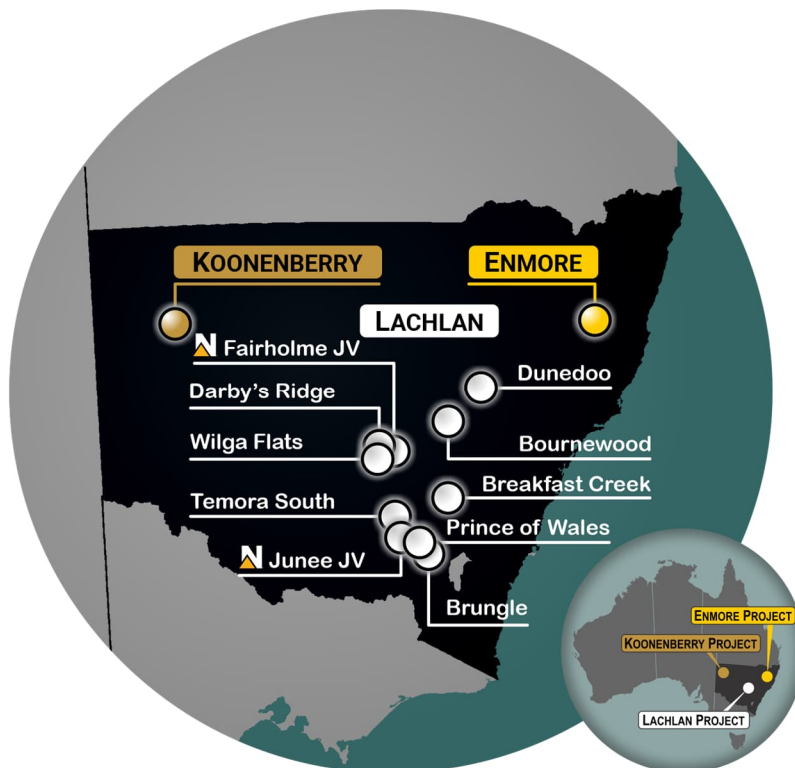 KOONENBERRY
ENMORE
LACHLAN
N Fairholme JV
Dunedoo
Darby's Ridge
Wilga Flats
Bournewood
Breakfast Creek
Temora South
Prince of Wales
N Junee JV
Brungle
ENMORE PROJECT
KOONENBERRY PROJECT
LACHLAN PROJECT